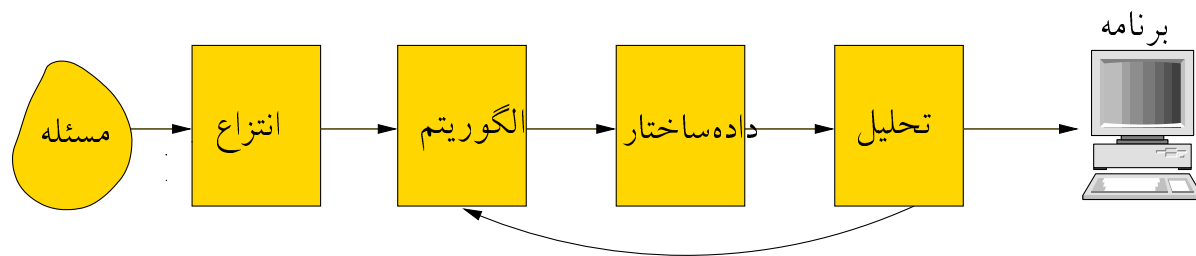 برنامه
مسئله
انتزاع
الگوریتم
داده‌ساختار
تحلیل